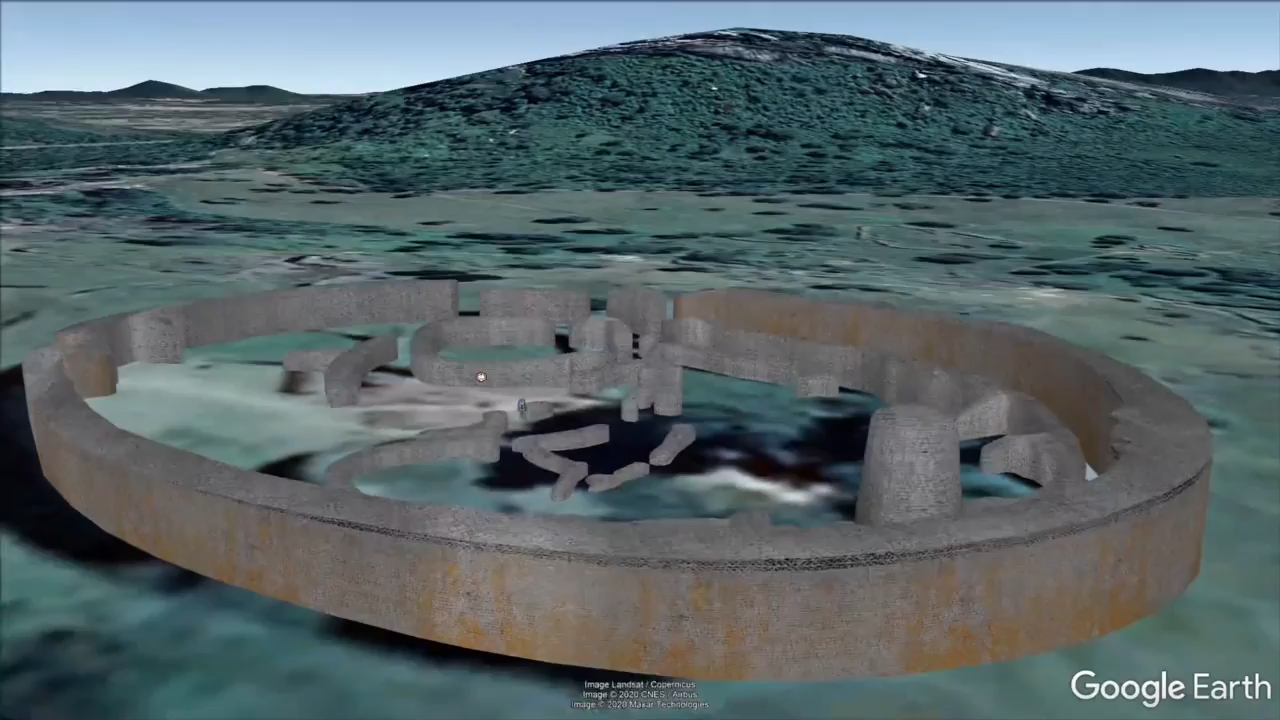 Image Landsat / Copernicus
Image © 2020 CNES / Airbus
Image © 2020 Maxar Technologies
Google Earth